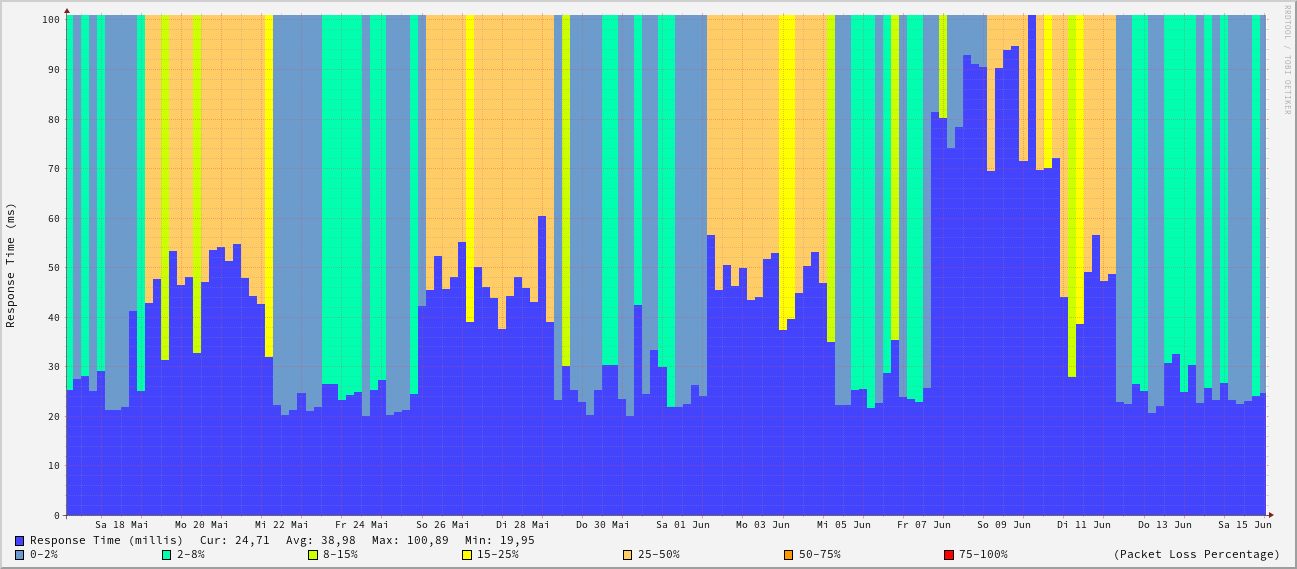 RRDTOOL / TOBI OETIKER
Response Time (ms)
100
90
80
70
60
50
40
30
20
10
0
Sa 18 Mai Mo 20 Mai Mi 22 Mai Fr 24 Mai So 26 Mai Di 28 Mai Do 30 Mai Sa 01 Jun Mo 03 Jun Mi 05 Jun Fr 07 Jun So 09 Jun Di 11 Jun Do 13 Jun Sa 15 Jun
Response Time (millis) Cur: 24,71 Avg: 38,98 Max: 100,89 Min: 19,95
0-2% 2-8% 8-15% 15-25% 25-50% 50-75% 75-100% (Packet Loss Percentage)